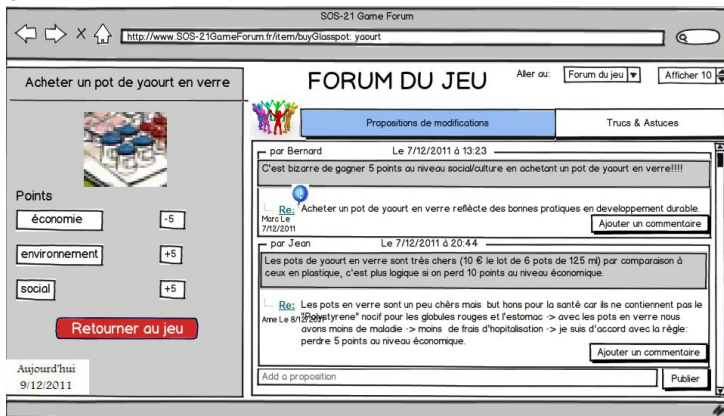 SOS-21 Game Forum
http://www.SOS-21GameForum.fr/item/buyGlasspot: yaourt
Acheter un pot de yaourt en verre
Points
économie
-5
environnement
+5
social
+5
Retourner au jeu
Aujourd'hui
9/12/2011
FORUM DU JEU
Aller au:
Forum du jeu
Afficher 10
Propositions de modifications
Trucs & Astuces
par Bernard Le 7/12/2011 à 13:23
C'est bizarre de gagner 5 points au niveau social/culture en achetant un pot de yaourt en verre!!!!
Re: Acheter un pot de yaourt en verre reflècte des bonnes pratiques en developpement durable.
Marc Le
7/12/2011
Ajouter un commentaire
par Jean Le 7/12/2011 à 20:44
Les pots de yaourt en verre sont très chers (10 € le lot de 6 pots de 125 ml) par comparaison à
ceux en plastique, c'est plus logique si on perd 10 points au niveau économique.
Re: Les pots en verre sont un peu chèrs mais but hons pour la santé car ils ne contiennent pas le
Anne Le 8/12/2011
"Polystyrene" nocif pour les globules rouges et l'estomac -> avec les pots en verre nous
avons moins de maladie -> moins de frais d'hopitalisation -> je suis d'accord avec la règle:
perdre 5 points au niveau économique.
Ajouter un commentaire
Add a proposition
Publier